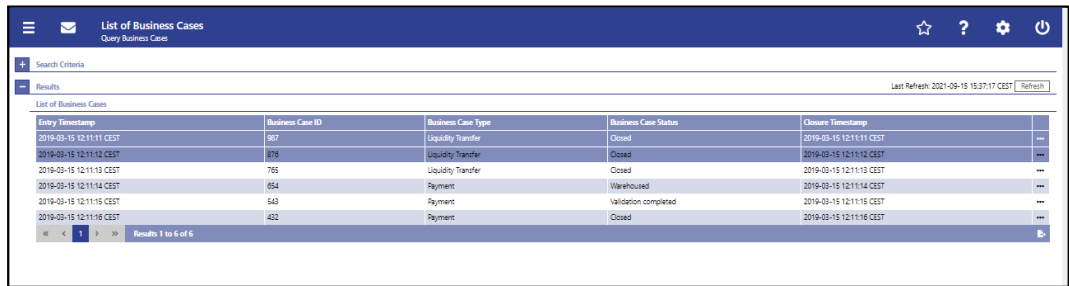 List of Business Cases
Query Business Cases
Search Criteria
Results Last Refresh: 2021-09-15 15:37:17 CEST Refresh
List of Business Cases
Entry Timestamp Business Case ID Business Case Type Business Case Status Closure Timestamp
2019-03-15 12:11:11 CEST 987 Liquidity Transfer Closed 2019-03-15 12:11:11 CEST
2019-03-15 12:11:12 CEST 876 Liquidity Transfer Closed 2019-03-15 12:11:12 CEST
2019-03-15 12:11:13 CEST 765 Liquidity Transfer Closed 2019-03-15 12:11:13 CEST
2019-03-15 12:11:14 CEST 654 Payment Warehoused 2019-03-15 12:11:14 CEST
2019-03-15 12:11:15 CEST 543 Payment Validation completed 2019-03-15 12:11:15 CEST
2019-03-15 12:11:16 CEST 432 Payment Closed 2019-03-15 12:11:16 CEST
« < 1 > » Results 1 to 6 of 6